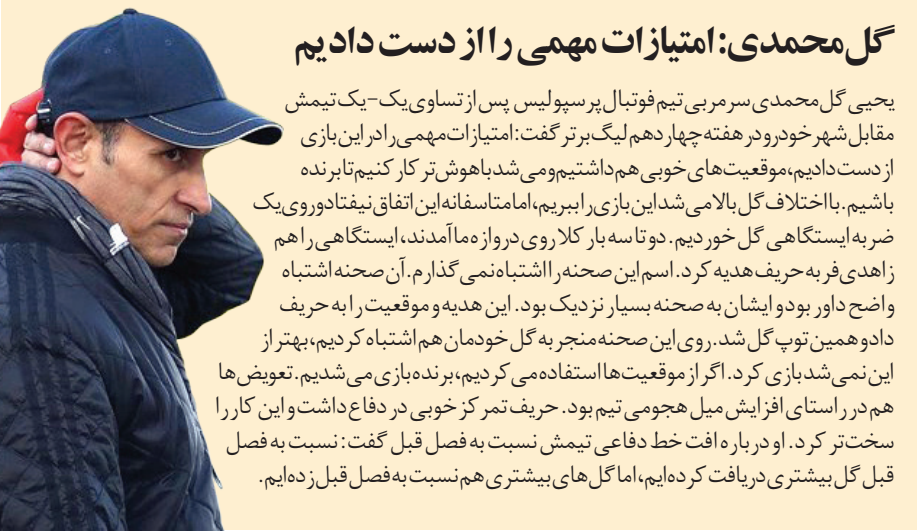 گل‌محمدی: امتیازات مهمی را از دست دادیم
یحیی گل‌محمدی سرمربی تیم فوتبال پرسپولیس پس از تساوی یک-یک تیمش
مقابل شهر خودرو در هفته چهاردهم لیگ برتر گفت: امتیازات مهمی را در این بازی
از دست دادیم، موقعیت‌های خوبی هم داشتیم و می شد باهوش‌تر کار کنیم تا برنده
باشیم. با اختلاف گل بالا می شد این بازی را ببریم، اما متاسفانه این اتفاق نیفتاد و روی یک
ضربه ایستگاهی گل خوردیم. دو تا سه بار کلا روی دروازه ما آمدند، ایستگاهی را هم
زاهدی‌فر به حریف هدیه کرد. اسم این صحنه را اشتباه نمی گذارم. آن صحنه اشتباه
واضح داور بود و ایشان به صحنه بسیار نزدیک بود. این هدیه و موقعیت را به حریف
داد و همین توپ گل شد. روی این صحنه منجر به گل خودمان هم اشتباه کردیم، بهتر از
این نمی شد بازی کرد. اگر از موقعیت‌ها استفاده می کردیم، برنده بازی می شدیم. تعویض‌ها
هم در راستای افزایش میل هجومی تیم بود. حریف تمرکز خوبی در دفاع داشت و این کار را
سخت‌تر کرد. او درباره افت خط دفاعی تیمش نسبت به فصل قبل گفت: نسبت به فصل
قبل گل بیشتری دریافت کرده‌ایم، اما گل‌های بیشتری هم نسبت به فصل قبل زده‌ایم.